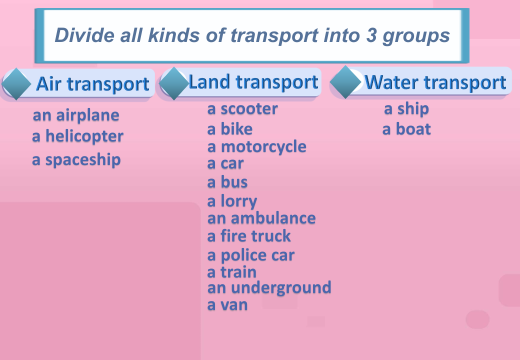 Divide all kinds of transport into 3 groups
Air transport
an airplane
a helicopter
a spaceship
Land transport
a scooter
a bike
a motorcycle
a car
a bus
a lorry
an ambulance
a fire truck
a police car
a train
an underground
a van
Water transport
a ship
a boat